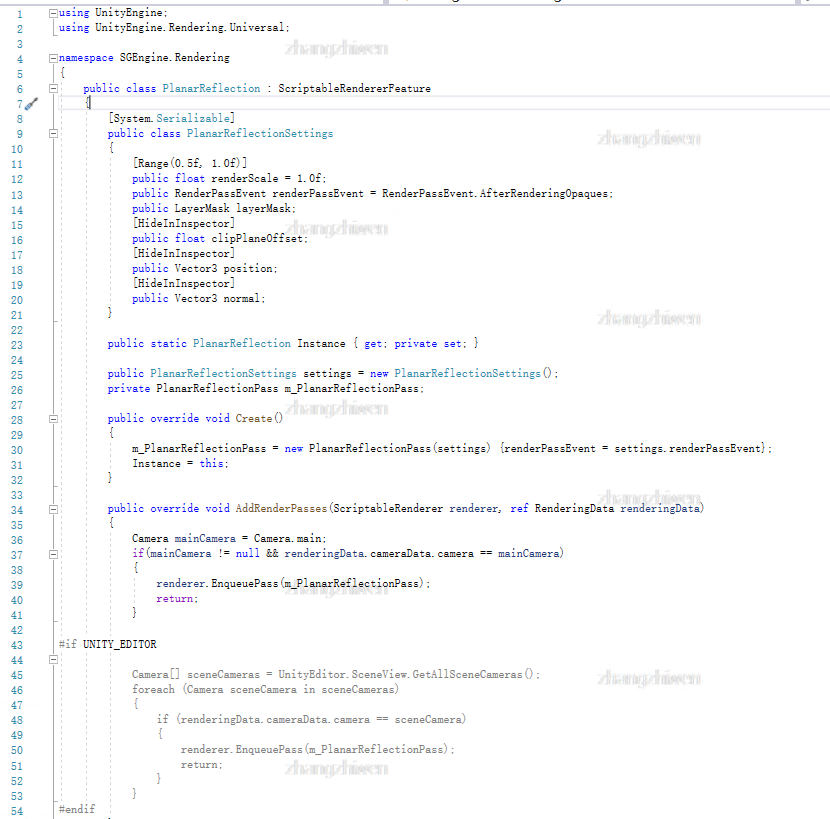 1 using UnityEngine;
2 using UnityEngine.Rendering.Universal;
3
4 namespace SGEngine.Rendering
5 {
6 public class PlanarReflection : ScriptableRendererFeature
7 {
8 [System.Serializable]
9 public class PlanarReflectionSettings
10 {
11 [Range(0.5f, 1.0f)]
12 public float renderScale = 1.0f;
13 public RenderPassEvent renderPassEvent = RenderPassEvent.AfterRenderingOpaques;
14 public LayerMask layerMask;
15 [HideInInspector]
16 public float clipPlaneOffset;
17 [HideInInspector]
18 public Vector3 position;
19 [HideInInspector]
20 public Vector3 normal;
21 }
22
23 public static PlanarReflection Instance { get; private set; }
24
25 public PlanarReflectionSettings settings = new PlanarReflectionSettings();
26 private PlanarReflectionPass m_PlanarReflectionPass;
27
28 public override void Create()
29 {
30 m_PlanarReflectionPass = new PlanarReflectionPass(settings) {renderPassEvent = settings.renderPassEvent};
31 Instance = this;
32 }
33
34 public override void AddRenderPasses(ScriptableRenderer renderer, ref RenderingData renderingData)
35 {
36 Camera mainCamera = Camera.main;
37 if(mainCamera != null && renderingData.cameraData.camera == mainCamera)
38 {
39 renderer.EnqueuePass(m_PlanarReflectionPass);
40 return;
41 }
42
43 #if UNITY_EDITOR
44
45 Camera[] sceneCameras = UnityEditor.SceneView.GetAllSceneCameras();
46 foreach (Camera sceneCamera in sceneCameras)
47 {
48 if (renderingData.cameraData.camera == sceneCamera)
49 {
50 renderer.EnqueuePass(m_PlanarReflectionPass);
51 return;
52 }
53 }
54 #endif
zhangzhiwen
zhangzhiwen
zhangzhiwen
zhangzhiwen
zhangzhiwen
zhangzhiwen
zhangzhiwen
zhangzhiwen
zhangzhiwen